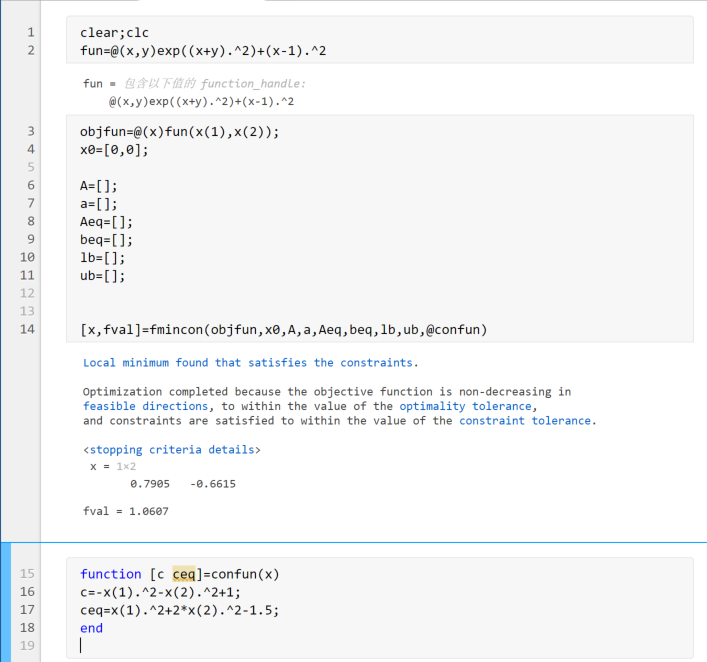 1 clear;clc
2 fun=@(x,y)exp((x+y).^2)+(x-1).^2
fun = 包含以下值的 function_handle:
@(x,y)exp((x+y).^2)+(x-1).^2
3 objfun=@(x)fun(x(1),x(2));
4 x0=[0,0];
5
6 A=[];
7 a=[];
8 Aeq=[];
9 beq=[];
10 lb=[];
11 ub=[];
12
13
14 [x,fval]=fmincon(objfun,x0,A,a,Aeq,beq,lb,ub,@confun)
Local minimum found that satisfies the constraints.
Optimization completed because the objective function is non-decreasing in
feasible directions, to within the value of the optimality tolerance,
and constraints are satisfied to within the value of the constraint tolerance.
<stopping criteria details>
x = 1×2
0.7905 -0.6615
fval = 1.0607
15 function [c ceq]=confun(x)
16 c=-x(1).^2-x(2).^2+1;
17 ceq=x(1).^2+2*x(2).^2-1.5;
18 end
19